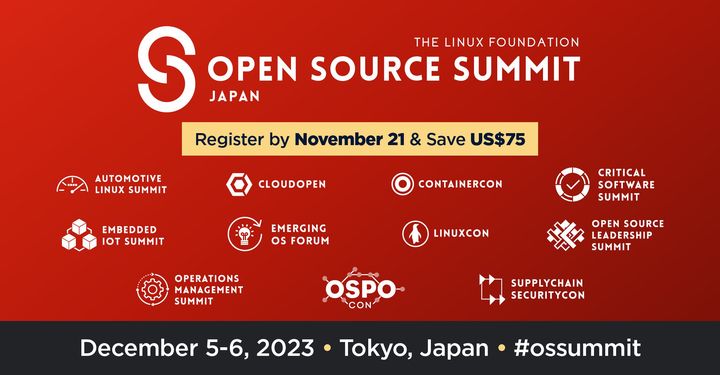 THE LINUX FOUNDATION
OPEN SOURCE SUMMIT
JAPAN
Register by November 21 & Save US$75
AUTOMOTIVE
LINUX SUMMIT
CLOUDOPEN
CONTAINERCON
CRITICAL
SOFTWARE
SUMMIT
EMBEDDED
IOT SUMMIT
EMERGING
OS FORUM
LINUXCON
OPEN SOURCE
LEADERSHIP
SUMMIT
OPERATIONS
MANAGEMENT
SUMMIT
OSPO
CON
SUPPLYCHAIN
SECURITYCON
December 5-6, 2023 • Tokyo, Japan • #ossummit